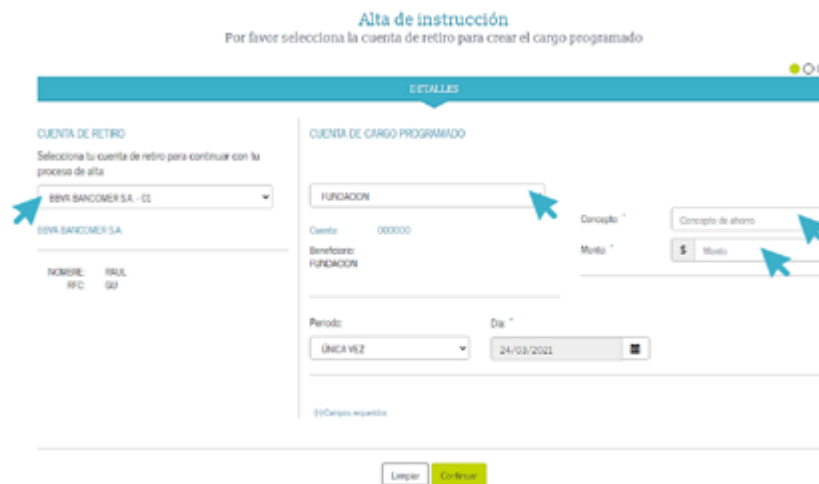 Alta de instrucción
Por favor selecciona la cuenta de retiro para crear el cargo programado
DETALLES
CUENTA DE RETIRO
Selecciona tu cuenta de retiro para continuar con tu
proceso de alta
BBVA BANCOMER S.A. - 01
BBVA BANCOMER S.A.
NOMBRE: RAUL
RFC: GU
CUENTA DE CARGO PROGRAMADO
FUNDACION
Cuenta: 000000
Beneficiario:
FUNDACION
Concepto: *
Concepto de ahorro
Monto: *
$ Monto
Periodo:
ÚNICA VEZ
Día: *
24/03/2021
(*)Campos requeridos
Limpiar
Continuar